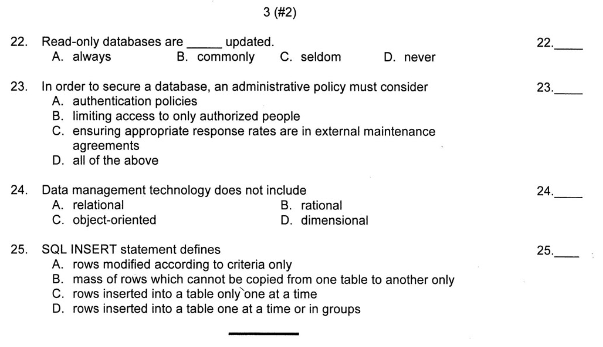 3 (#2)
22. Read-only databases are _____ updated. 22.____
A. always B. commonly C. seldom D. never
23. In order to secure a database, an administrative policy must consider 23.____
A. authentication policies
B. limiting access to only authorized people
C. ensuring appropriate response rates are in external maintenance
agreements
D. all of the above
24. Data management technology does not include 24.____
A. relational B. rational
C. object-oriented D. dimensional
25. SQL INSERT statement defines 25.____
A. rows modified according to criteria only
B. mass of rows which cannot be copied from one table to another only
C. rows inserted into a table only one at a time
D. rows inserted into a table one at a time or in groups